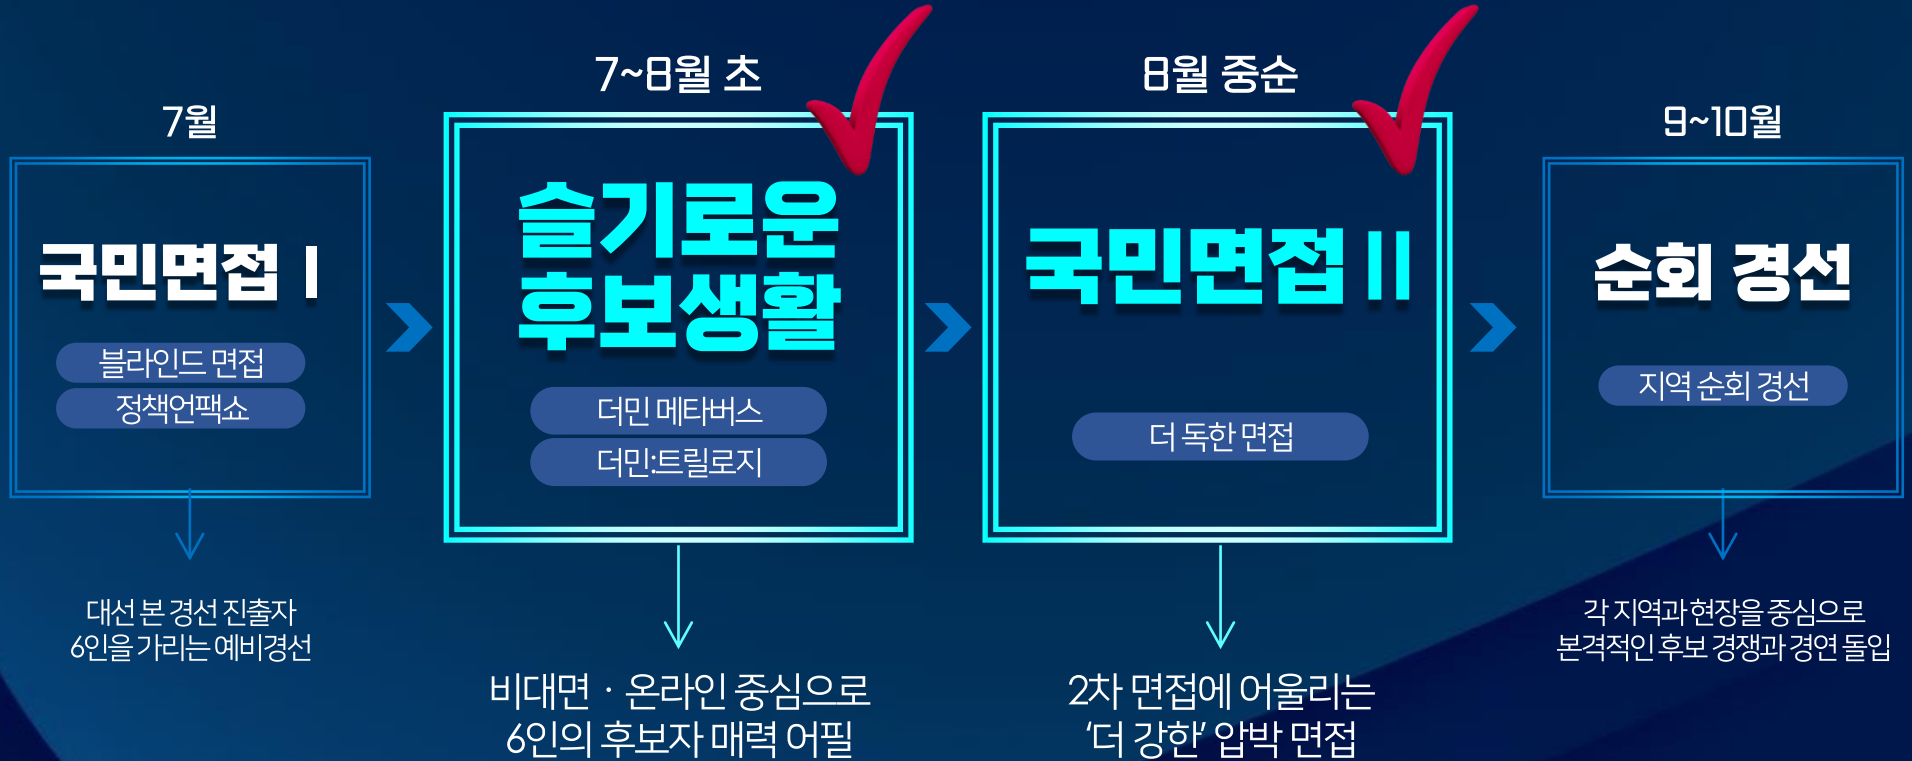 7월
국민면접 I
블라인드 면접
정책언팩쇼
대선 본 경선 진출자
6인을 가리는 예비경선
7~8월 초
슬기로운
후보생활
더민 메타버스
더민:트릴로지
비대면 · 온라인 중심으로
6인의 후보자 매력 어필
8월 중순
국민면접 II
더 독한 면접
2차 면접에 어울리는
‘더 강한’ 압박 면접
9~10월
순회 경선
지역 순회 경선
각 지역과 현장을 중심으로
본격적인 후보 경쟁과 경연 돌입